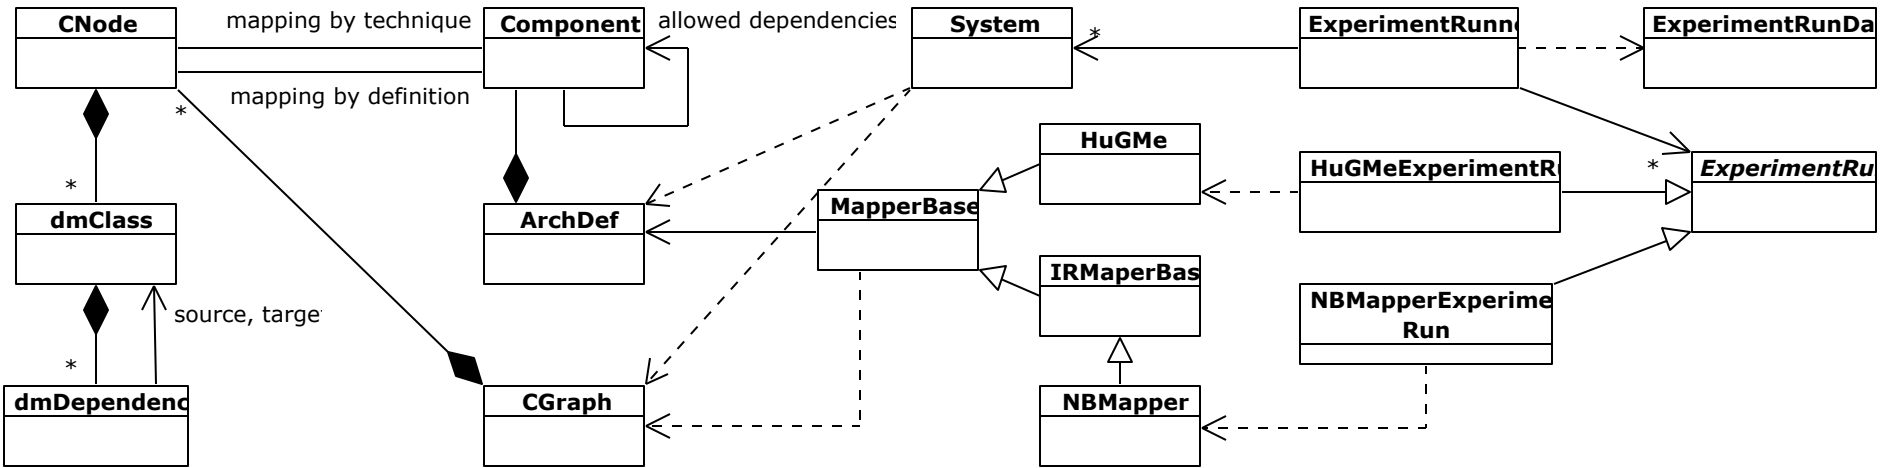 CNode
mapping by technique
Component
allowed dependencies
System
*
ExperimentRunne
ExperimentRunDa
mapping by definition
*
HuGMe
HuGMeExperimentRu
*
ExperimentRu
*
dmClass
ArchDef
MapperBase
IRMaperBas
source, targe
NBMapperExperime
Run
*
dmDependenc
CGraph
NBMapper